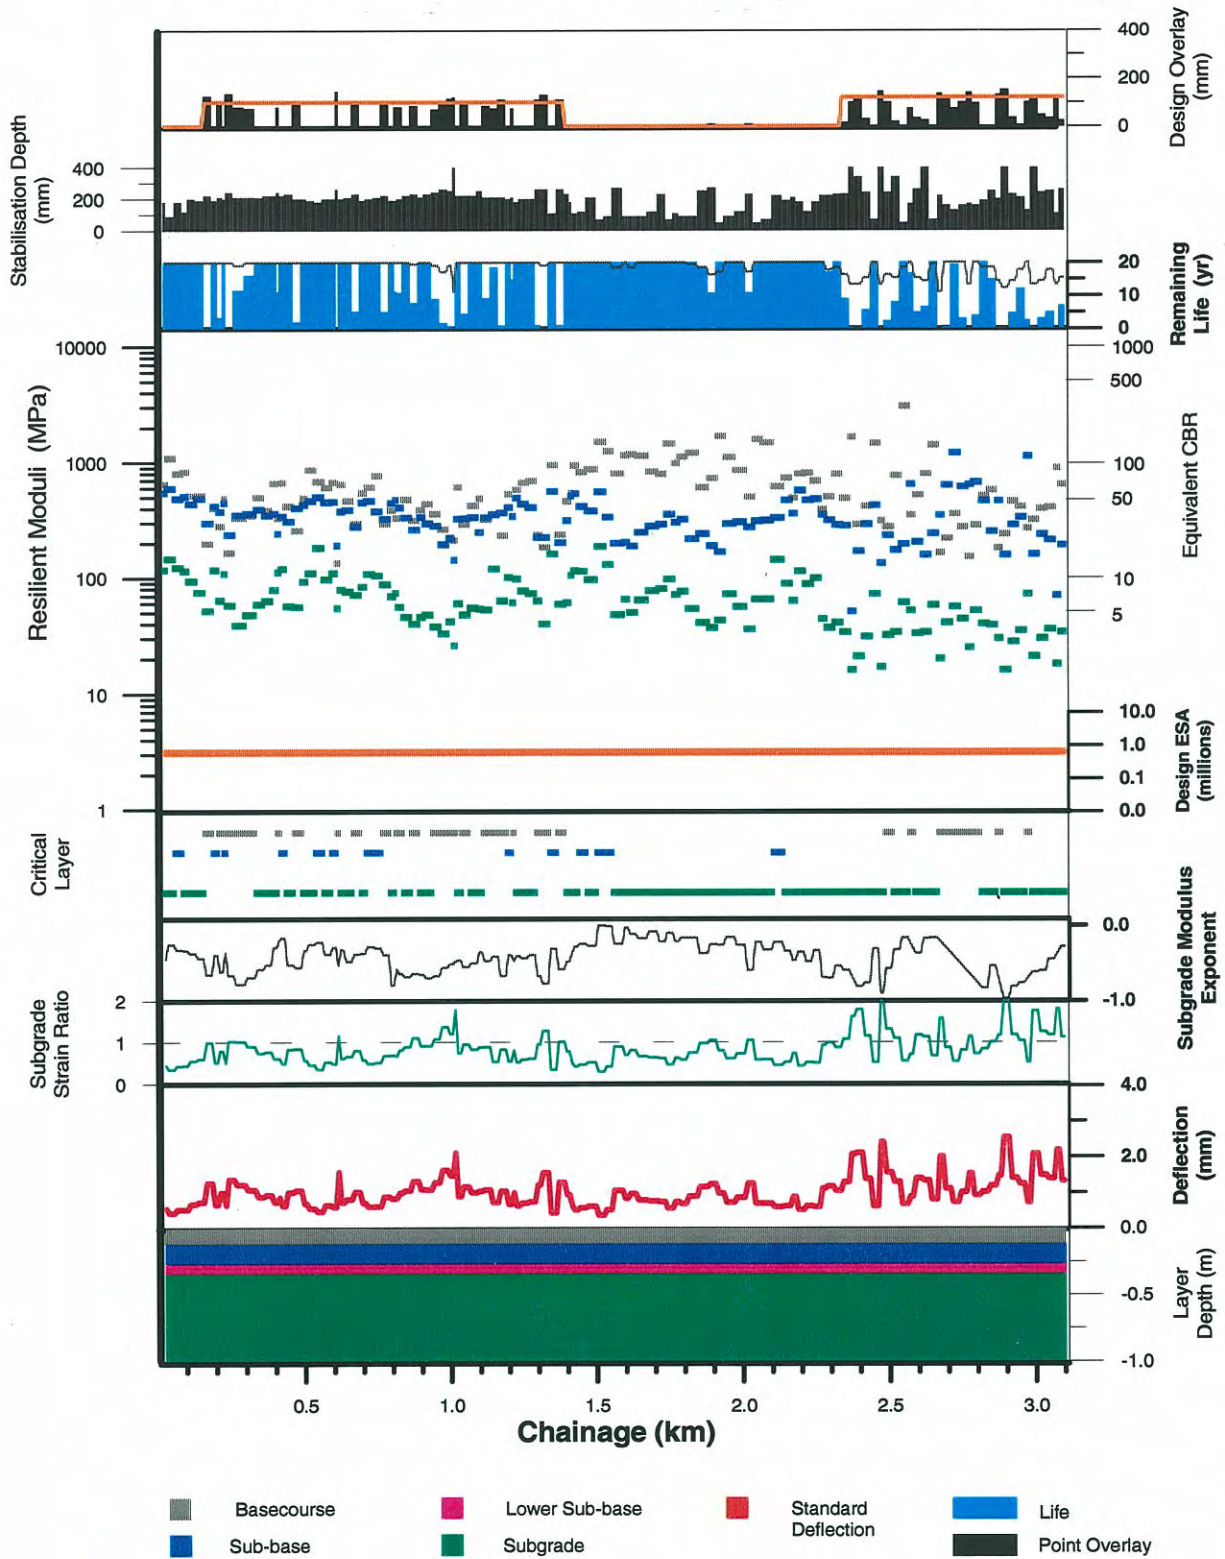 400
200
0
Design Overlay
(mm)
Stabilisation Depth
(mm)
400
200
0
20
10
0
Remaining
Life (yr)
10000
1000
100
10
1
Resilient Moduli (MPa)
1000
500
100
50
10
5
Equivalent CBR
10.0
1.0
0.1
0.0
Design ESA
(millions)
Critical
Layer
0.0
-1.0
Subgrade Modulus
Exponent
2
1
0
Subgrade
Strain Ratio
4.0
2.0
0.0
Deflection
(mm)
-0.5
-1.0
Layer
Depth (m)
0.5 1.0 1.5 2.0 2.5 3.0
Chainage (km)
Basecourse
Lower Sub-base
Standard
Deflection
Life
Sub-base
Subgrade
Point Overlay